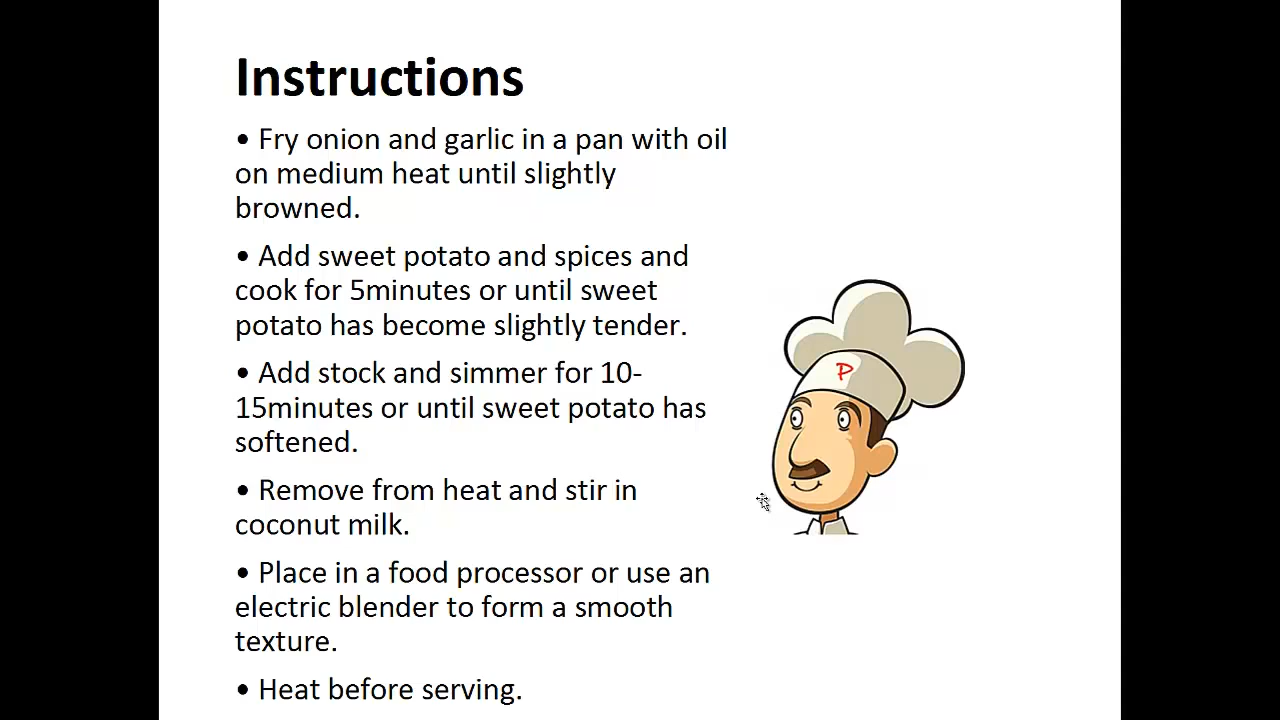 Instructions
• Fry onion and garlic in a pan with oil
on medium heat until slightly
browned.
• Add sweet potato and spices and
cook for 5minutes or until sweet
potato has become slightly tender.
• Add stock and simmer for 10-
15minutes or until sweet potato has
softened.
• Remove from heat and stir in
coconut milk.
• Place in a food processor or use an
electric blender to form a smooth
texture.
• Heat before serving.
P